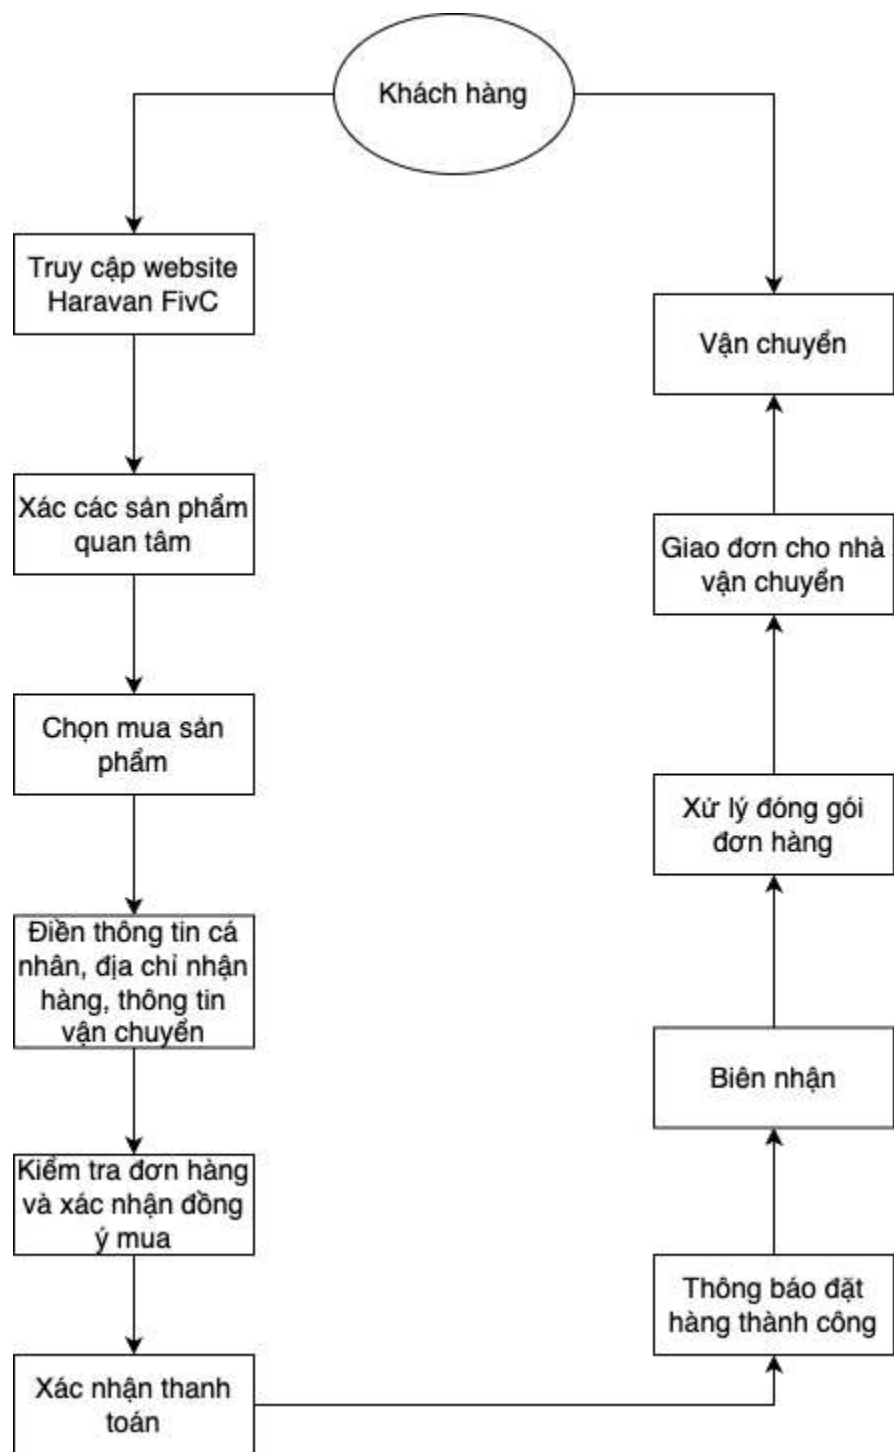 Khách hàng
Truy cập website
Haravan FivC
Xác các sản phẩm
quan tâm
Chọn mua sản
phẩm
Điền thông tin cá
nhân, địa chỉ nhận
hàng, thông tin
vận chuyển
Kiểm tra đơn hàng
và xác nhận đồng
ý mua
Xác nhận thanh
toán
Thông báo đặt
hàng thành công
Biên nhận
Xử lý đóng gói
đơn hàng
Giao đơn cho nhà
vận chuyển
Vận chuyển